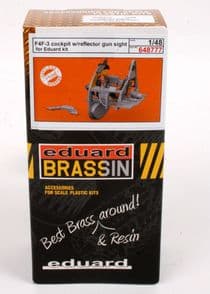 F4F-3 cockpit w/reflector gun sight
for Eduard kit
1/48
648777
eduard
BRASSIN
ACCESSORIES
FOR SCALE PLASTIC KITS
Best Brass around!
& Resin
eduard